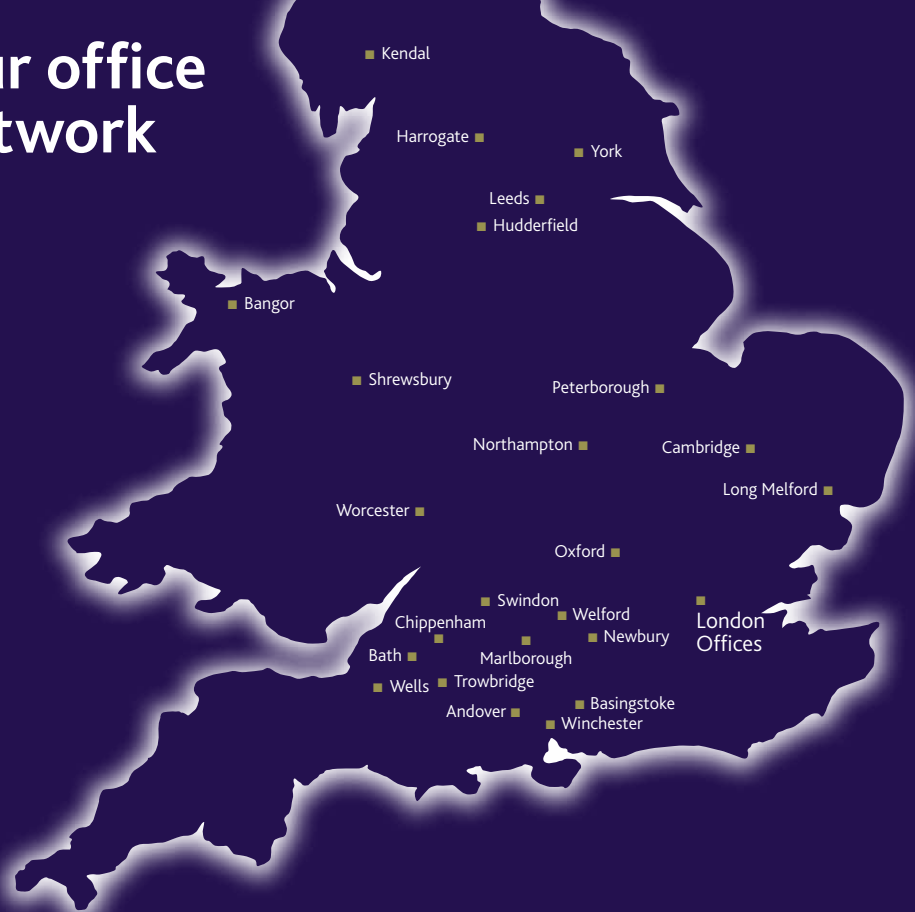 ur office
twork
Kendal
Harrogate
York
Leeds
Hudderfield
Bangor
Shrewsbury
Peterborough
Northampton
Cambridge
Long Melford
Worcester
Oxford
Swindon
Welford
London
Offices
Chippenham
Newbury
Bath
Marlborough
Wells
Trowbridge
Basingstoke
Andover
Winchester